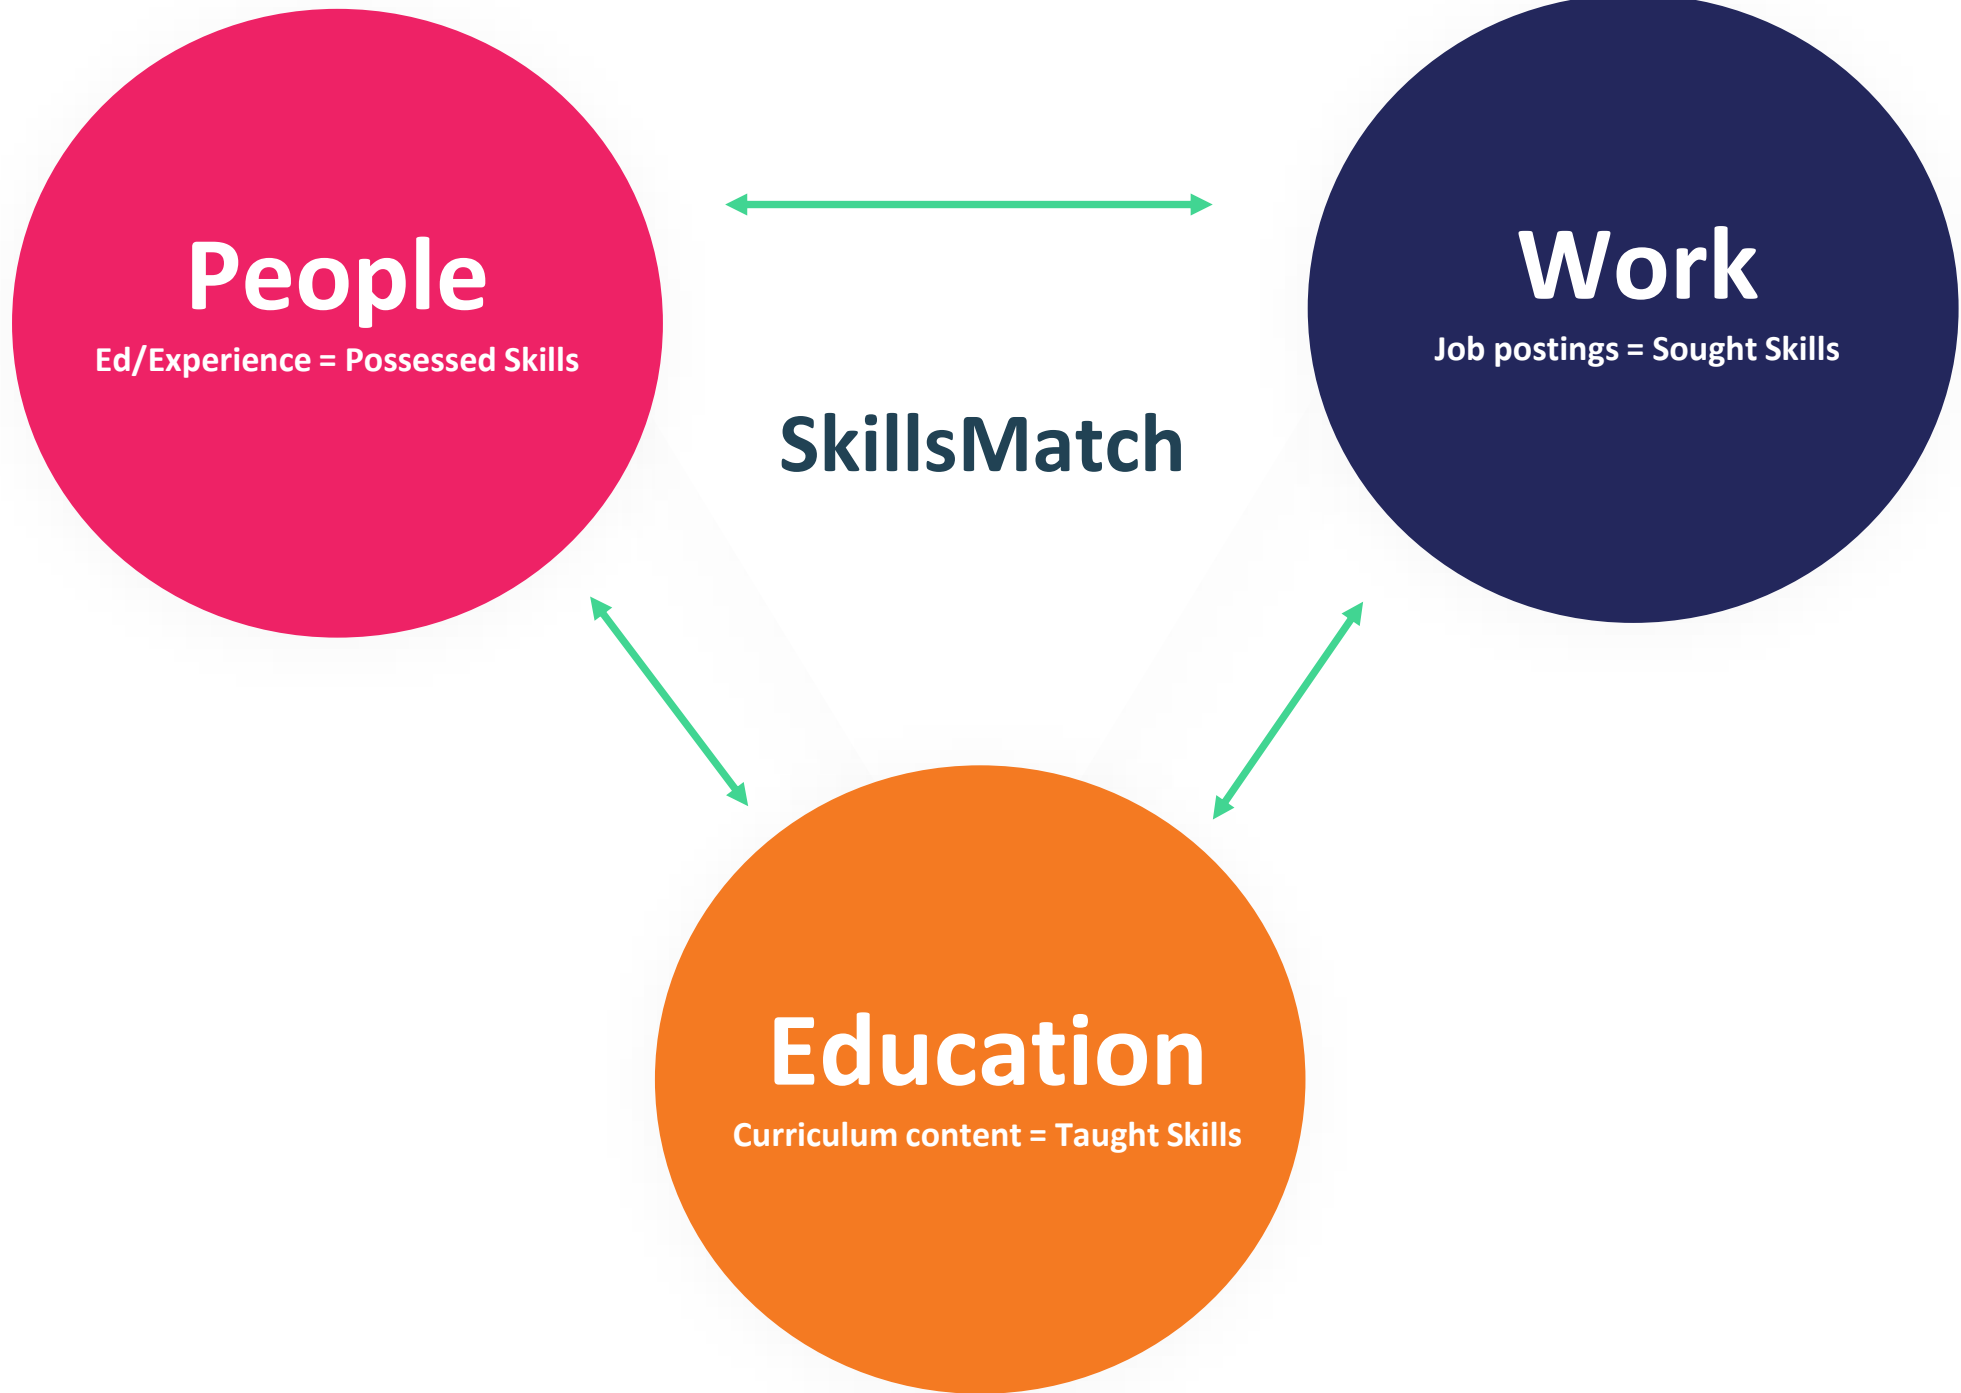 People
Ed/Experience = Possessed Skills
Work
Job postings = Sought Skills
SkillsMatch
Education
Curriculum content = Taught Skills